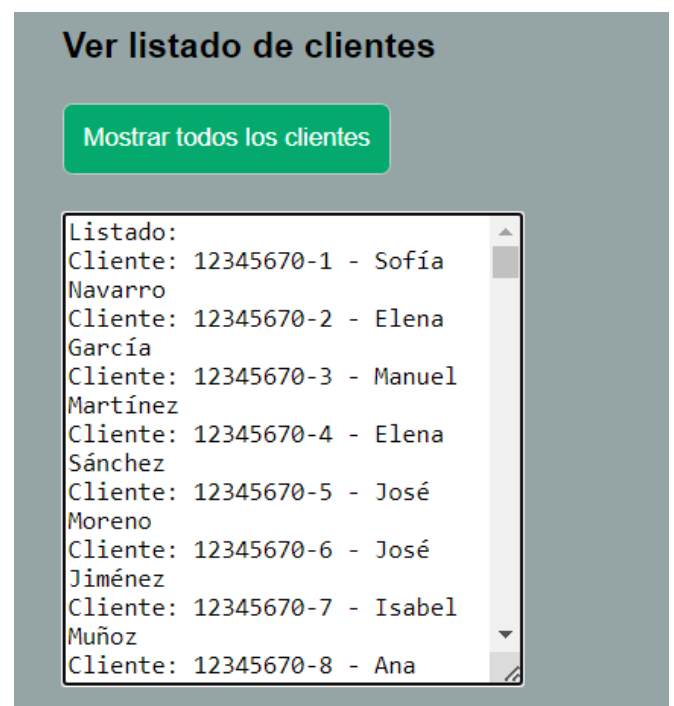 Ver listado de clientes
Mostrar todos los clientes
Listado:
Cliente: 12345670-1 - Sofía
Navarro
Cliente: 12345670-2 - Elena
García
Cliente: 12345670-3 - Manuel
Martínez
Cliente: 12345670-4 - Elena
Sánchez
Cliente: 12345670-5 - José
Moreno
Cliente: 12345670-6 - José
Jiménez
Cliente: 12345670-7 - Isabel
Muñoz
Cliente: 12345670-8 - Ana